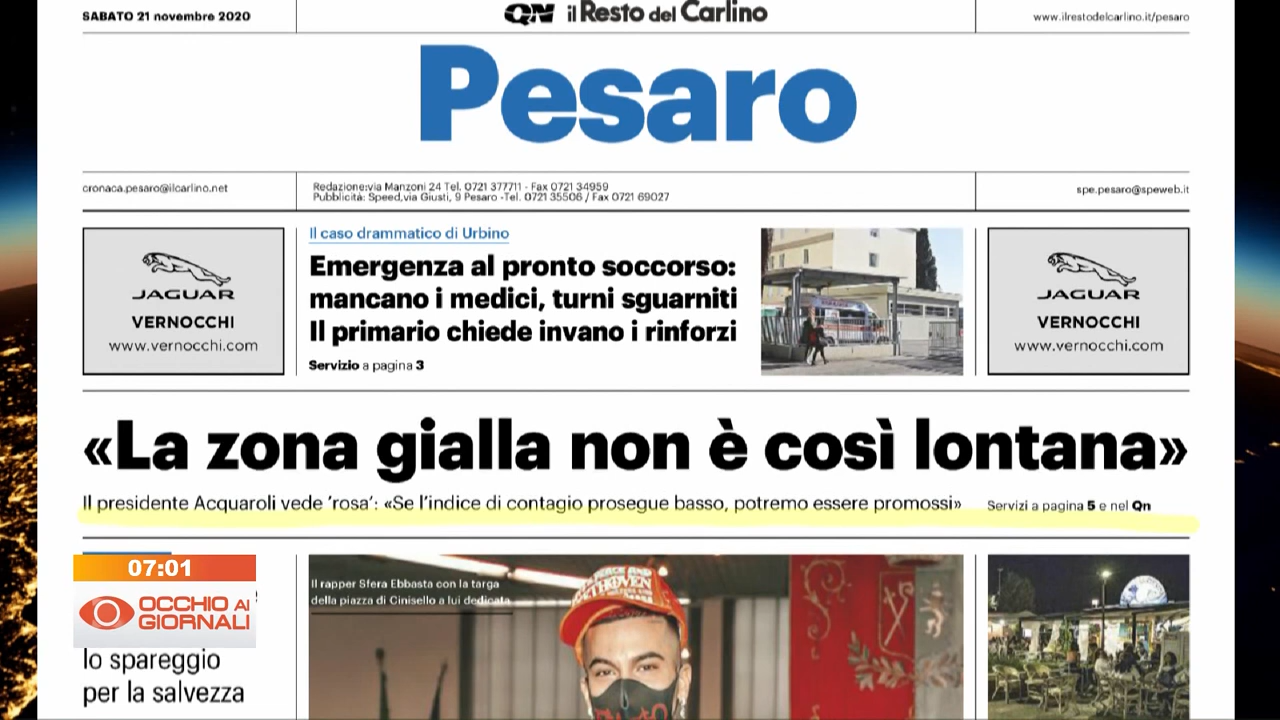 SABATO 21 novembre 2020
QN il Resto del Carlino
www.ilrestodelcarlino.it/pesaro
Pesaro
cronaca.pesaro@ilcarlino.net
Redazione:via Manzoni 24 Tel. 0721 377711 - Fax 0721 34959
Pubblicità: Speed,via Giusti, 9 Pesaro -Tel. 0721 35506 / Fax 0721 69027
spe.pesaro@speweb.it
JAGUAR
VERNOCCHI
www.vernocchi.com
Il caso drammatico di Urbino
Emergenza al pronto soccorso:
mancano i medici, turni sguarniti
Il primario chiede invano i rinforzi
Servizio a pagina 3
JAGUAR
VERNOCCHI
www.vernocchi.com
«La zona gialla non è così lontana»
Il presidente Acquaroli vede 'rosa': «Se l'indice di contagio prosegue basso, potremo essere promossi»
Servizi a pagina 5 e nel Qn
07:01
OCCHIO AI
GIORNALI
lo spareggio
per la salvezza
Il rapper Sfera Ebbasta con la targa
della piazza di Cinisello a lui dedicata